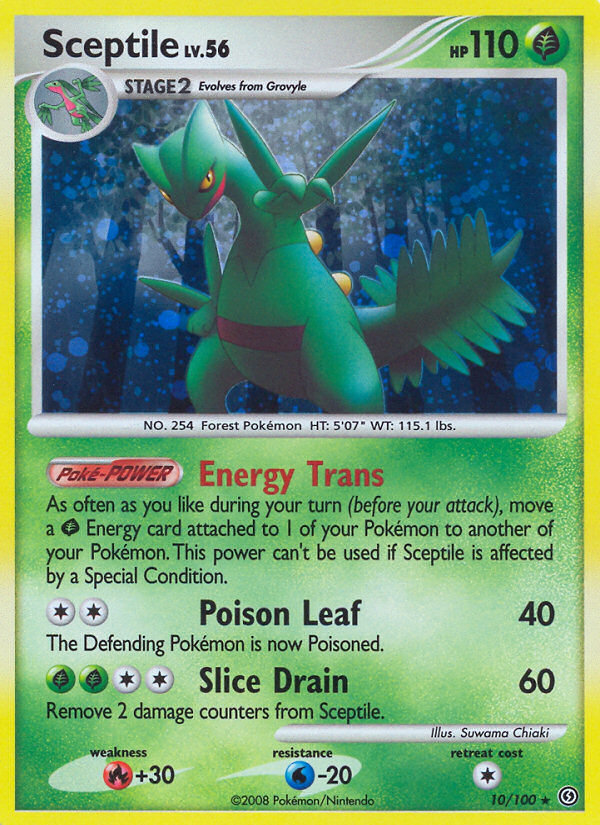 Sceptile LV.56
HP 110
STAGE2 Evolves from Grovyle
NO. 254 Forest Pokémon HT: 5'07" WT: 115.1 lbs.
Poké-POWER Energy Trans
As often as you like during your turn (before your attack), move
a Energy card attached to 1 of your Pokémon to another of
your Pokémon. This power can't be used if Sceptile is affected
by a Special Condition.
Poison Leaf 40
The Defending Pokémon is now Poisoned.
Slice Drain 60
Remove 2 damage counters from Sceptile.
Illus. Suwama Chiaki
weakness resistance retreat cost
+30 -20
©2008 Pokémon/Nintendo 10/100 ★